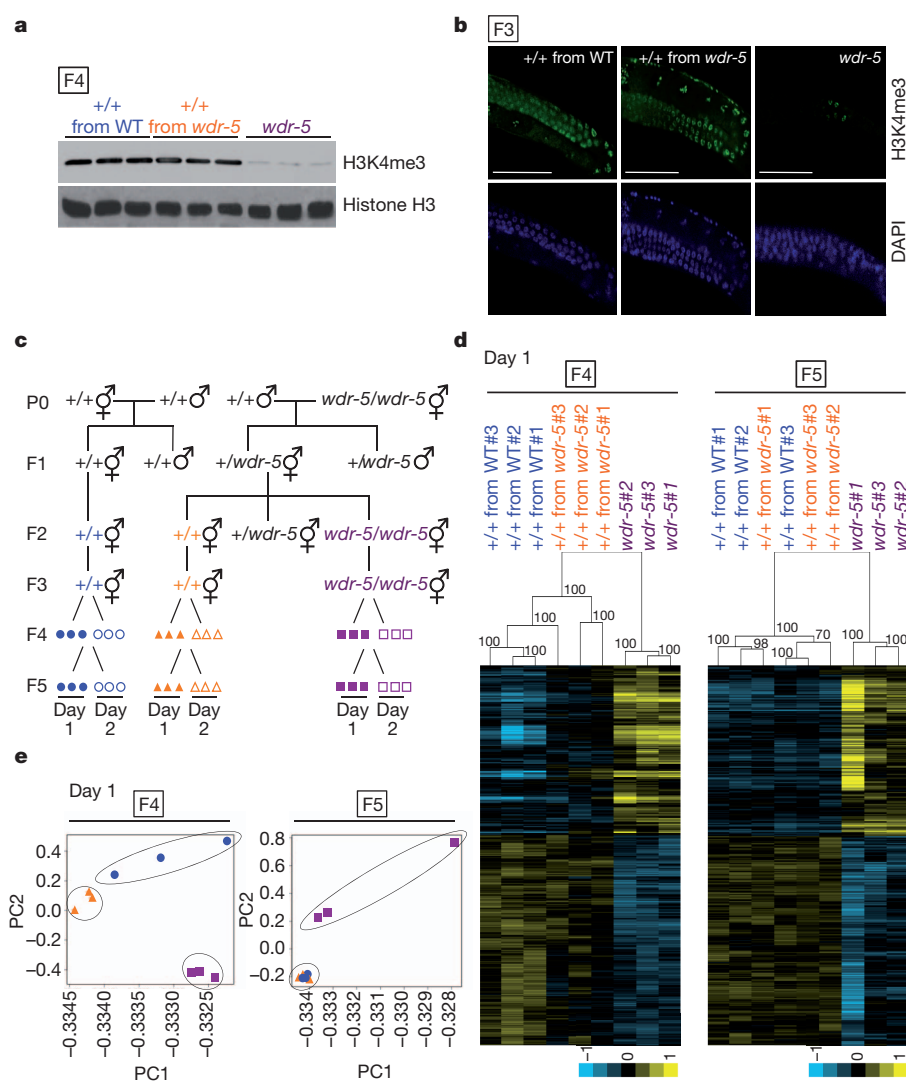 a
F4
+/+ from WT
+/+ from wdr-5
wdr-5
H3K4me3
Histone H3
b
F3
+/+ from WT
+/+ from wdr-5
wdr-5
H3K4me3
DAPI
c
P0
+/+⚥ +/+♂ +/+♂ wdr-5/wdr-5⚥
F1
+/+⚥ +/+♂ +/wdr-5⚥ +/wdr-5♂
F2
+/+⚥ +/+⚥ +/wdr-5⚥ wdr-5/wdr-5⚥
F3
+/+⚥ +/+⚥ wdr-5/wdr-5⚥
F4
F5
Day 1 Day 2 Day 1 Day 2 Day 1 Day 2
d
Day 1
F4
+/+ from WT#3
+/+ from WT#2
+/+ from WT#1
+/+ from wdr-5#3
+/+ from wdr-5#2
+/+ from wdr-5#1
wdr-5#2
wdr-5#3
wdr-5#1
100
100
100
100
100
100
100
−1 0 1
F5
+/+ from WT#1
+/+ from WT#2
+/+ from wdr-5#1
+/+ from WT#3
+/+ from wdr-5#3
+/+ from wdr-5#2
wdr-5#1
wdr-5#3
wdr-5#2
100
70
100
98
100
100
−1 0 1
e
Day 1
F4
PC2
0.4
0.2
0.0
−0.2
−0.4
−0.3345
−0.3340
−0.3335
−0.3330
−0.3325
PC1
F5
PC2
0.8
0.6
0.4
0.2
0.0
−0.2
−0.334
−0.333
−0.332
−0.331
−0.330
−0.329
−0.328
PC1